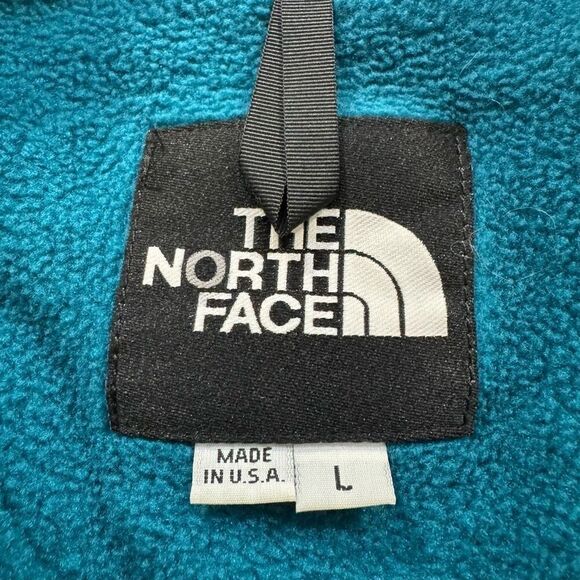 THE
NORTH
FACE
MADE
IN U.S.A.
L